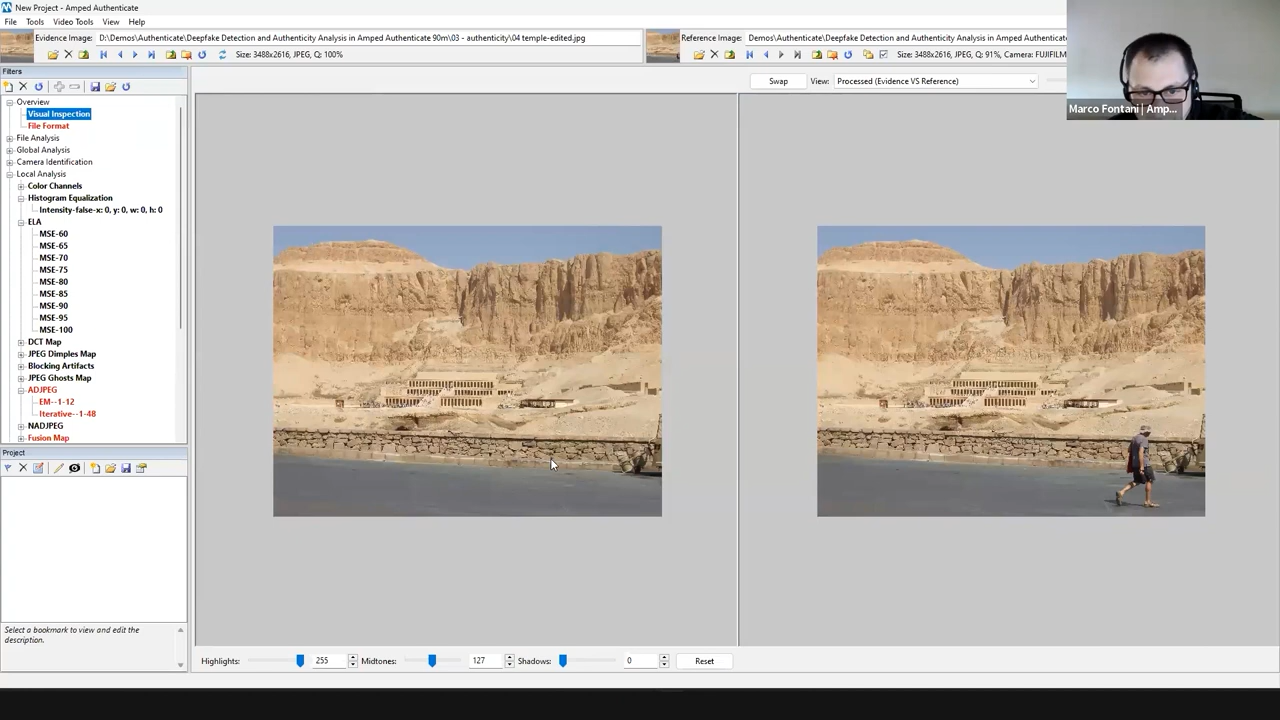 New Project - Amped Authenticate
File Tools Video Tools View Help
Evidence Image: D:\Demos\Authenticate\Deepfake Detection and Authenticity Analysis in Amped Authenticate 90m\03 - authenticity\04 temple-edited.jpg
Reference Image: Demos\Authenticate\Deepfake Detection and Authenticity Analysis in Amped Authenticate
Size: 3488x2616, JPEG, Q: 100%
Size: 3488x2616, JPEG, Q: 91%, Camera: FUJIFILM
Marco Fontani | Amp...
Filters
Swap
View: Processed (Evidence VS Reference)
Overview
Visual Inspection
File Format
File Analysis
Global Analysis
Camera Identification
Local Analysis
Color Channels
Histogram Equalization
Intensity-false-x: 0, y: 0, w: 0, h: 0
ELA
MSE-60
MSE-65
MSE-70
MSE-75
MSE-80
MSE-85
MSE-90
MSE-95
MSE-100
DCT Map
JPEG Dimples Map
Blocking Artifacts
JPEG Ghosts Map
ADJPEG
EM--1-12
Iterative--1-48
NADJPEG
Fusion Map
Project
Select a bookmark to view and edit the
description.
Highlights: 255 Midtones: 127 Shadows: 0 Reset